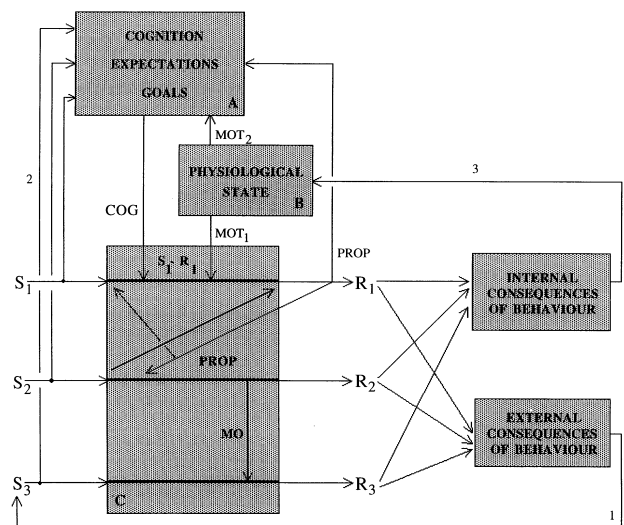 COGNITION
EXPECTATIONS
GOALS
A
2
MOT2
PHYSIOLOGICAL
STATE
B
3
COG
MOT1
PROP
S1- R1
S1
R1
INTERNAL
CONSEQUENCES
OF BEHAVIOUR
PROP
S2
R2
EXTERNAL
CONSEQUENCES
OF BEHAVIOUR
MO
S3
R3
C
1